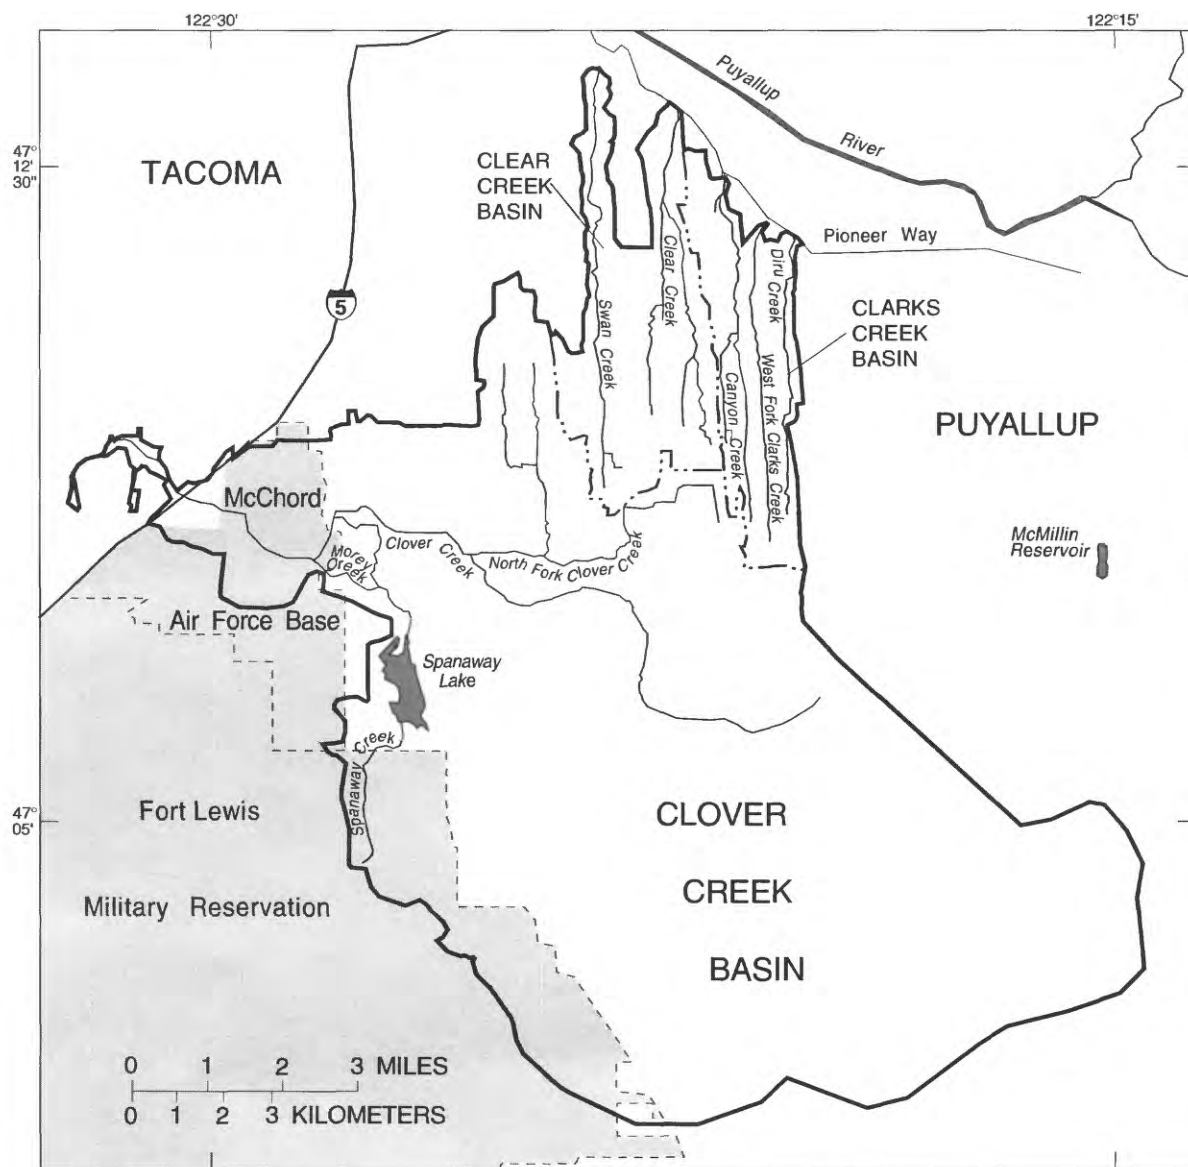 122°30'
122°15'
Puyallup
River
47°
12'
30"
TACOMA
CLEAR
CREEK
BASIN
Pioneer Way
Clear Creek
Diru Creek
5
Swan Creek
CLARKS
CREEK
BASIN
Canyon Creek
West Fork Clarks Creek
PUYALLUP
McChord
McMillin
Reservoir
Clover
Creek
Morey
Creek
North Fork Clover Creek
Air Force Base
Spanaway
Lake
Spanaway Creek
47°
05'
Fort Lewis
CLOVER
CREEK
BASIN
Military Reservation
0 1 2 3 MILES
0 1 2 3 KILOMETERS